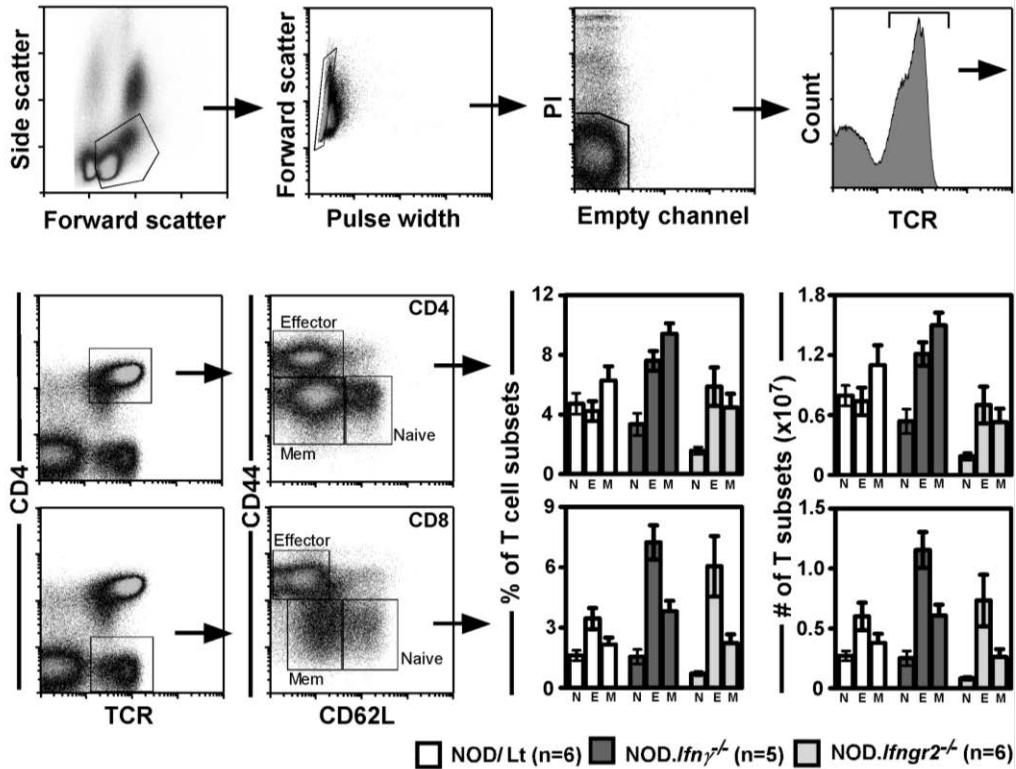 Side scatter
Forward scatter
Forward scatter
Pulse width
PI
Empty channel
Count
TCR
CD4
CD44
CD4
Effector
Naive
Mem
CD8
Effector
Naive
Mem
TCR
CD62L
% of T cell subsets
12
8
4
0
N E M N E M N E M
9
6
3
0
N E M N E M N E M
# of T subsets (x10⁷)
1.8
1.2
0.6
0
N E M N E M N E M
1.5
1.0
0.5
0
N E M N E M N E M
NOD/Lt (n=6) NOD.Ifnγ-/- (n=5) NOD.Ifngr2-/- (n=6)